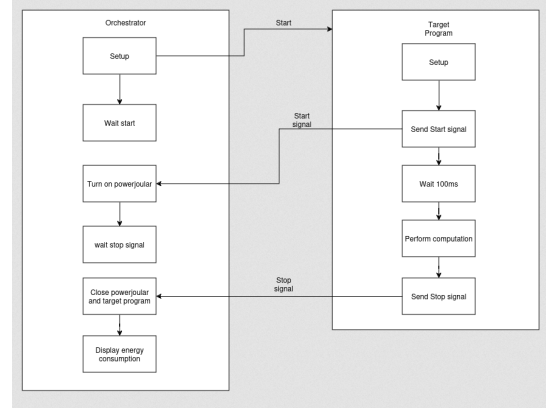 Orchestrator
Start
Target
Program
Setup
Setup
Wait start
Start
signal
Send Start signal
Turn on powerjoular
Wait 100ms
wait stop signal
Perform computation
Close powerjoular
and target program
Stop
signal
Send Stop signal
Display energy
consumption